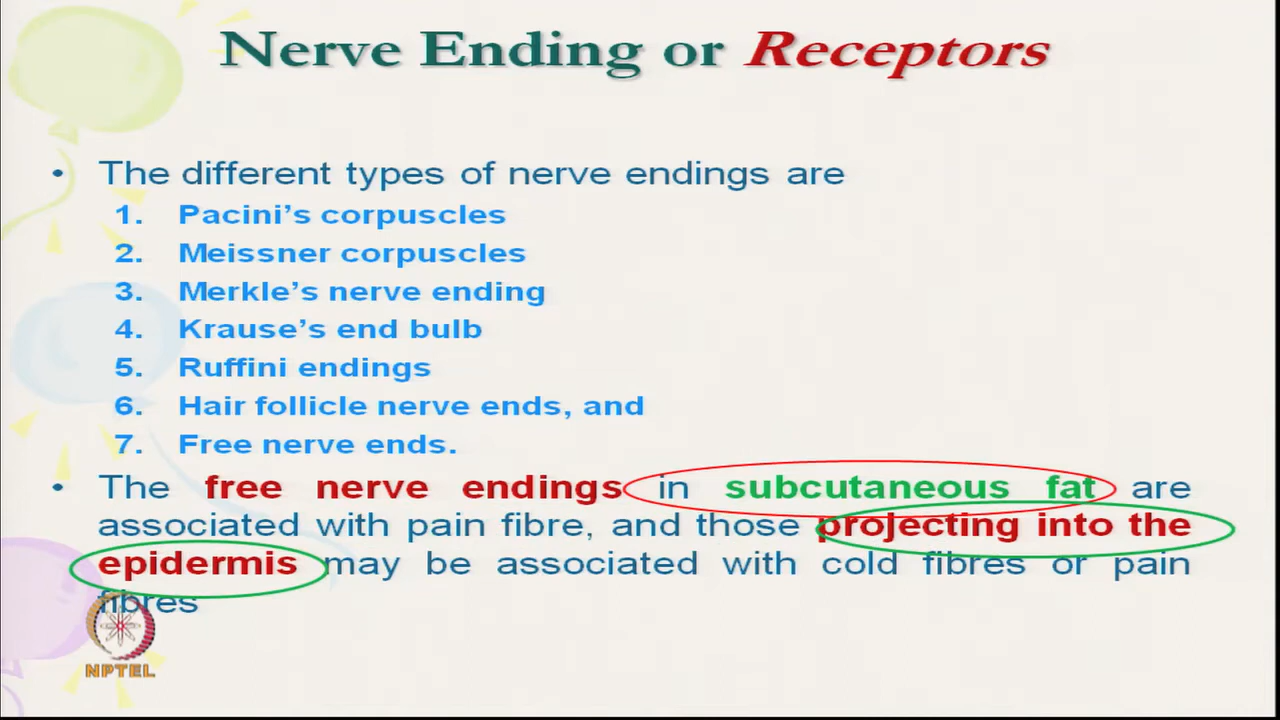 Nerve Ending or Receptors
• The different types of nerve endings are
1. Pacini's corpuscles
2. Meissner corpuscles
3. Merkle's nerve ending
4. Krause's end bulb
5. Ruffini endings
6. Hair follicle nerve ends, and
7. Free nerve ends.
• The free nerve endings in subcutaneous fat are
associated with pain fibre, and those projecting into the
epidermis may be associated with cold fibres or pain
fibres
NPTEL